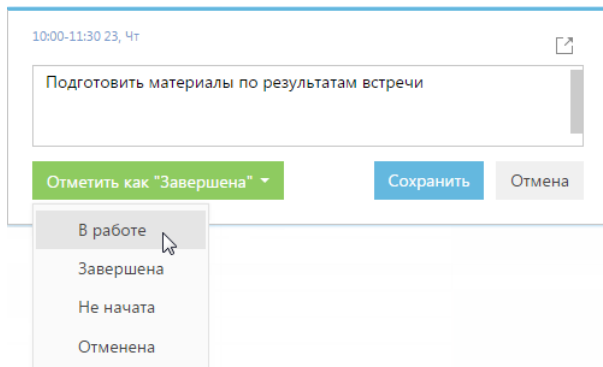 10:00-11:30 23, Чт
Подготовить материалы по результатам встречи
Отметить как "Завершена" Сохранить Отмена
В работе
Завершена
Не начата
Отменена